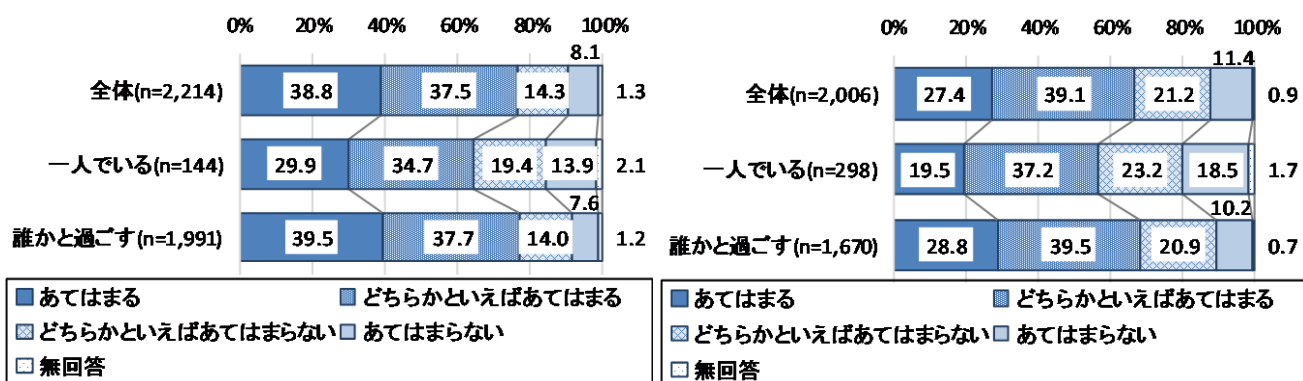 0% 20% 40% 60% 80% 100%
8.1
全体(n=2,214) 38.8 37.5 14.3 1.3
一人でいる(n=144) 29.9 34.7 19.4 13.9 2.1
7.6
誰かと過ごす(n=1,991) 39.5 37.7 14.0 1.2
■あてはまる どちらかといえばあてはまる
どちらかといえばあてはまらない あてはまらない
無回答
0% 20% 40% 60% 80% 100%
11.4
全体(n=2,006) 27.4 39.1 21.2 0.9
一人でいる(n=298) 19.5 37.2 23.2 18.5 1.7
10.2
誰かと過ごす(n=1,670) 28.8 39.5 20.9 0.7
■あてはまる どちらかといえばあてはまる
どちらかといえばあてはまらない あてはまらない
無回答